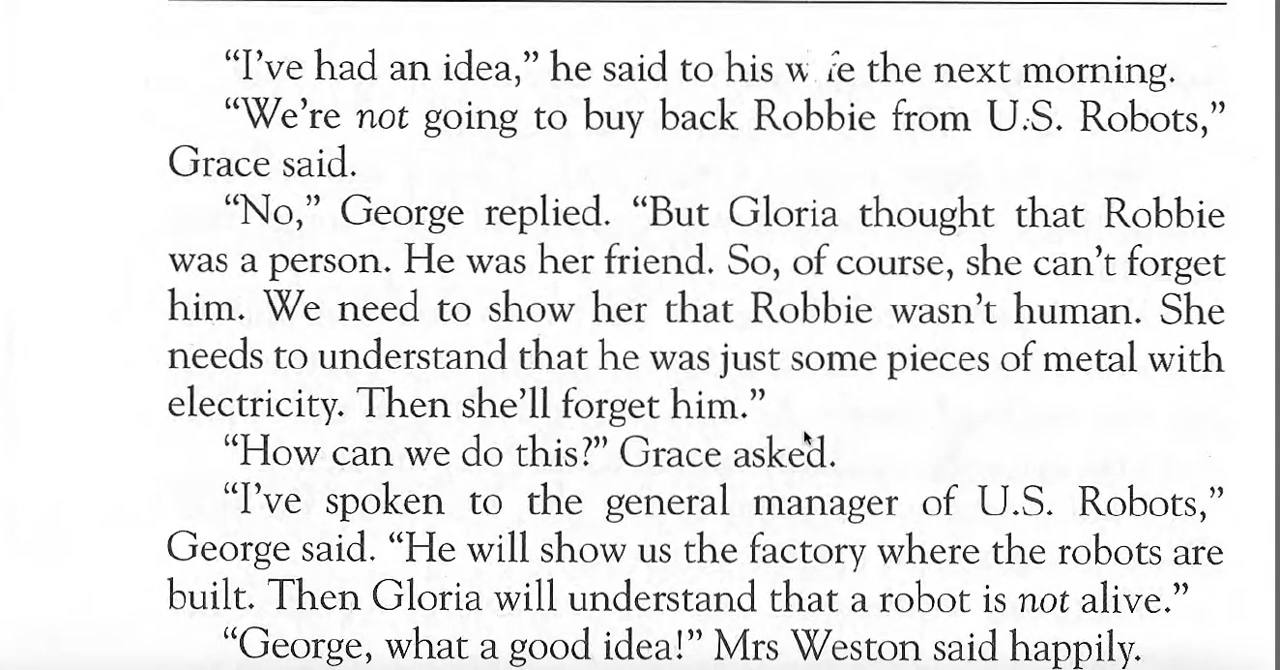 “I’ve had an idea,” he said to his the next morning.
“We’re not going to buy back Robbie from U.S. Robots,”
Grace said.
“No,” George replied. “But Gloria thought that Robbie
was a person. He was her friend. So, of course, she can’t forget
him. We need to show her that Robbie wasn’t human. She
needs to understand that he was just some pieces of metal with
electricity. Then she’ll forget him.”
“How can we do this?” Grace asked.
“I’ve spoken to the general manager of U.S. Robots,”
George said. “He will show us the factory where the robots are
built. Then Gloria will understand that a robot is not alive.”
“George, what a good idea!” Mrs Weston said happily.